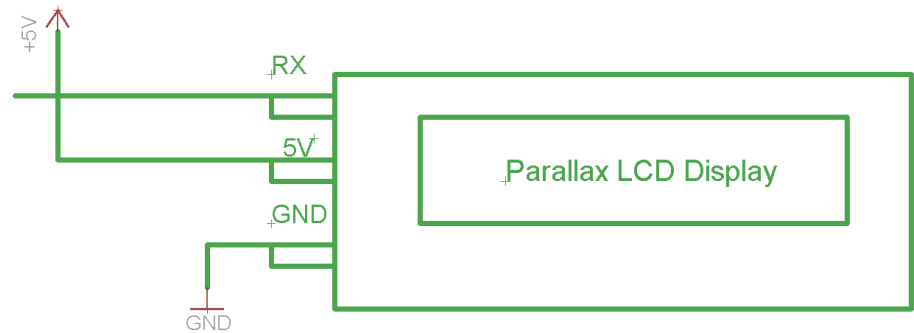 +5V
RX
5V
Parallax LCD Display
GND
GND